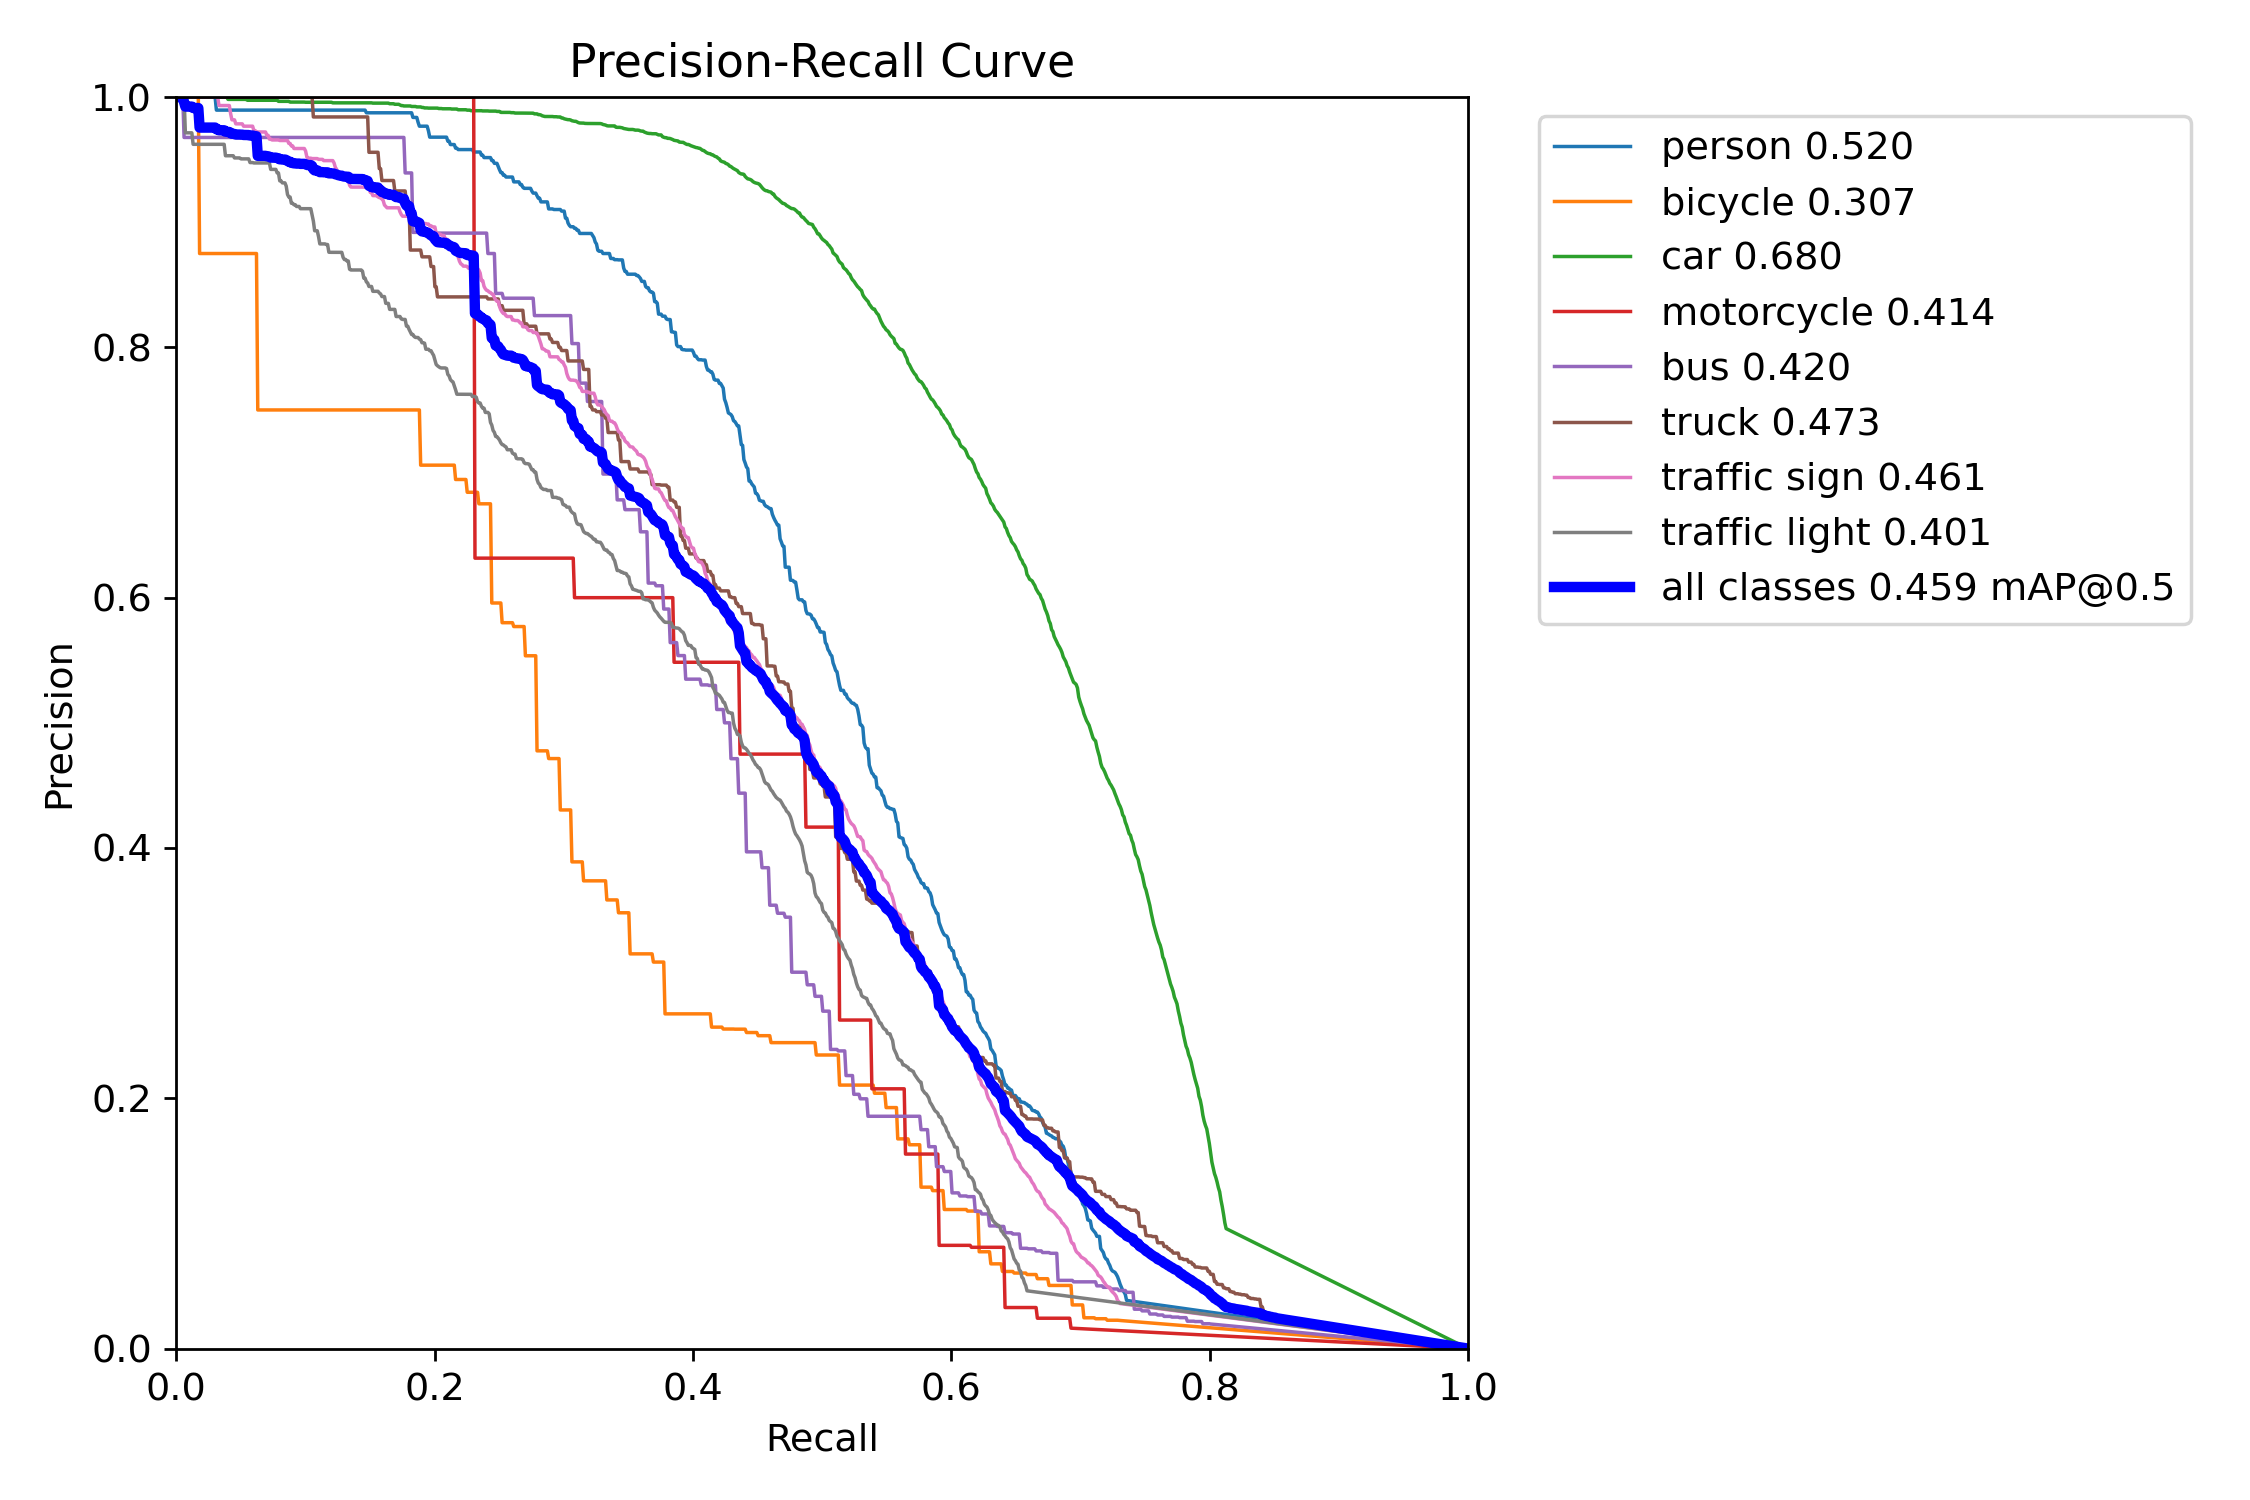 Precision-Recall Curve
1.0
0.8
0.6
0.4
0.2
0.0
Precision
0.0 0.2 0.4 0.6 0.8 1.0
Recall
person 0.520
bicycle 0.307
car 0.680
motorcycle 0.414
bus 0.420
truck 0.473
traffic sign 0.461
traffic light 0.401
all classes 0.459 mAP@0.5